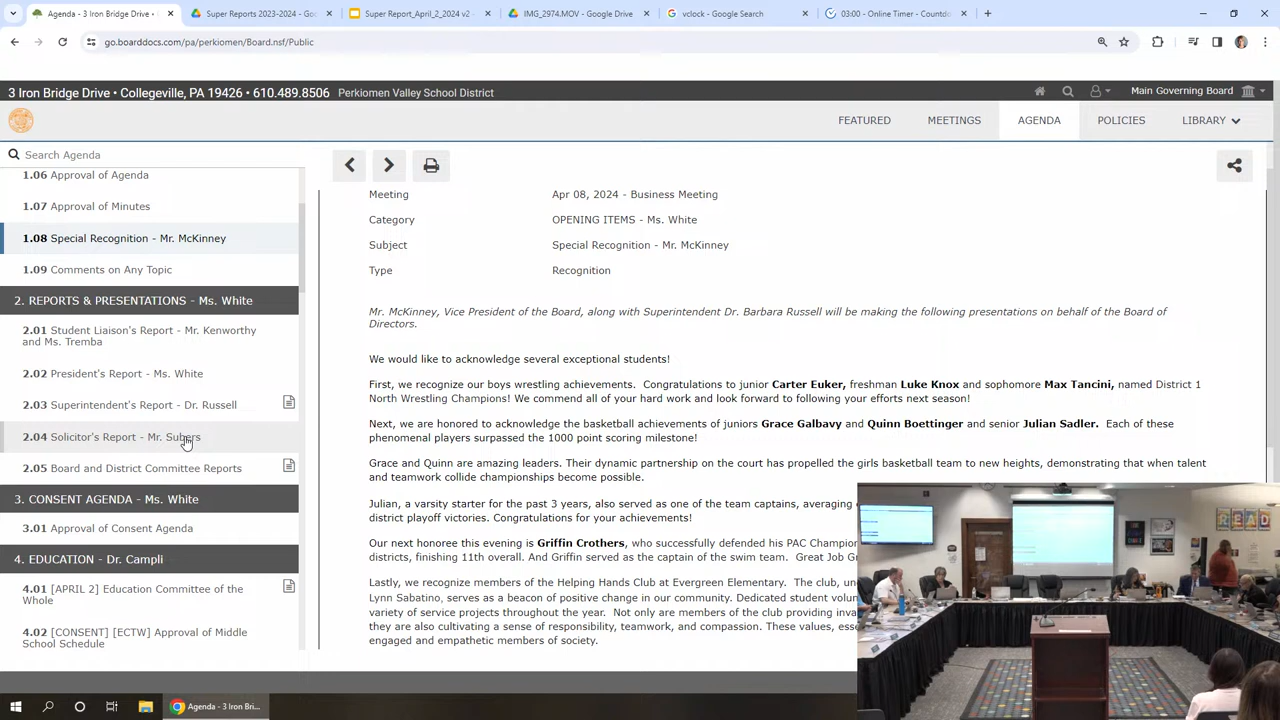 Agenda - 3 Iron Bridge Drive •
Super Reports 2023-2024 - Goo
Super Report_April_2_2024 v2 -
IMG_2974.MOV - Google Drive
vclock - Google Search
03:00 - Online Timer - Countdo
go.boarddocs.com/pa/perkiomen/Board.nsf/Public
3 Iron Bridge Drive • Collegeville, PA 19426 • 610.489.8506 Perkiomen Valley School District
Main Governing Board
FEATURED MEETINGS AGENDA POLICIES LIBRARY
Search Agenda
1.06 Approval of Agenda
1.07 Approval of Minutes
1.08 Special Recognition - Mr. McKinney
1.09 Comments on Any Topic
2. REPORTS & PRESENTATIONS - Ms. White
2.01 Student Liaison's Report - Mr. Kenworthy
and Ms. Tremba
2.02 President's Report - Ms. White
2.03 Superintendent's Report - Dr. Russell
2.04 Solicitor's Report - Mr. Subers
2.05 Board and District Committee Reports
3. CONSENT AGENDA - Ms. White
3.01 Approval of Consent Agenda
4. EDUCATION - Dr. Campli
4.01 [APRIL 2] Education Committee of the
Whole
4.02 [CONSENT] [ECTW] Approval of Middle
School Schedule
Meeting Apr 08, 2024 - Business Meeting
Category OPENING ITEMS - Ms. White
Subject Special Recognition - Mr. McKinney
Type Recognition
Mr. McKinney, Vice President of the Board, along with Superintendent Dr. Barbara Russell will be making the following presentations on behalf of the Board of
Directors.
We would like to acknowledge several exceptional students!
First, we recognize our boys wrestling achievements. Congratulations to junior Carter Euker, freshman Luke Knox and sophomore Max Tancini, named District 1
North Wrestling Champions! We commend all of your hard work and look forward to following your efforts next season!
Next, we are honored to acknowledge the basketball achievements of juniors Grace Galbavy and Quinn Boettinger and senior Julian Sadler. Each of these
phenomenal players surpassed the 1000 point scoring milestone!
Grace and Quinn are amazing leaders. Their dynamic partnership on the court has propelled the girls basketball team to new heights, demonstrating that when talent
and teamwork collide championships become possible.
Julian, a varsity starter for the past 3 years, also served as one of the team captains, averaging
district playoff victories. Congratulations for your achievements!
Our next honoree this evening is Griffin Crothers, who successfully defended his PAC Champio
districts, finishing 11th overall. And Griffin served as the captain of the swim team. Great Job G
Lastly, we recognize members of the Helping Hands Club at Evergreen Elementary. The club, un
Lynn Sabatino, serves as a beacon of positive change in our community. Dedicated student volun
variety of service projects throughout the year. Not only are members of the club providing inva
they are also cultivating a sense of responsibility, teamwork, and compassion. These values, esse
engaged and empathetic members of society.
READ
Agenda - 3 Iron Bri...